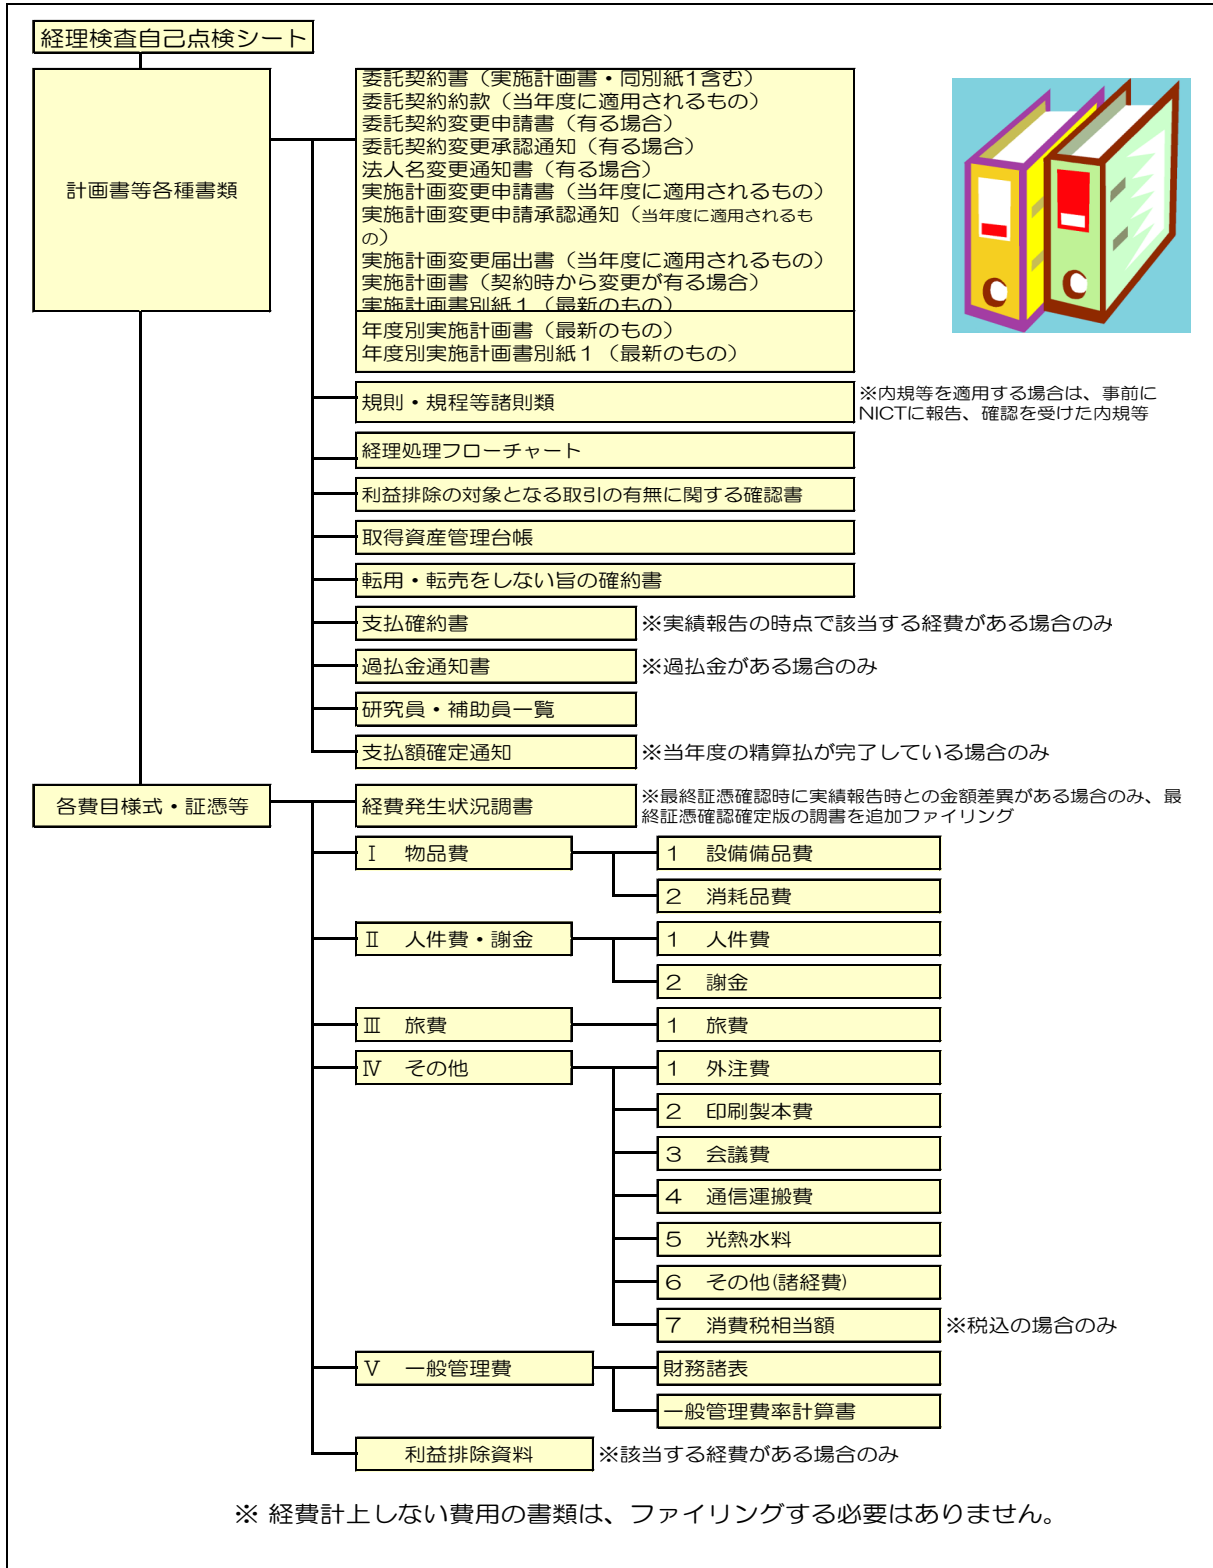 経理検査自己点検シート
計画書等各種書類
委託契約書（実施計画書・同別紙1含む）
委託契約約款（当年度に適用されるもの）
委託契約変更申請書（有る場合）
委託契約変更承認通知（有る場合）
法人名変更通知書（有る場合）
実施計画変更申請書（当年度に適用されるもの）
実施計画変更申請承認通知（当年度に適用されるも
の）
実施計画変更届出書（当年度に適用されるもの）
実施計画書（契約時から変更が有る場合）
実施計画書別紙１（最新のもの）
年度別実施計画書（最新のもの）
年度別実施計画書別紙１（最新のもの）
規則・規程等諸則類
※内規等を適用する場合は、事前に
NICTに報告、確認を受けた内規等
経理処理フローチャート
利益排除の対象となる取引の有無に関する確認書
取得資産管理台帳
転用・転売をしない旨の確約書
支払確約書
※実績報告の時点で該当する経費がある場合のみ
過払金通知書
※過払金がある場合のみ
研究員・補助員一覧
支払額確定通知
※当年度の精算払が完了している場合のみ
各費目様式・証憑等
経費発生状況調書
※最終証憑確認時に実績報告時との金額差異がある場合のみ、最
終証憑確認確定版の調書を追加ファイリング
Ⅰ　物品費
１　設備備品費
２　消耗品費
Ⅱ　人件費・謝金
１　人件費
２　謝金
Ⅲ　旅費
１　旅費
Ⅳ　その他
１　外注費
２　印刷製本費
３　会議費
４　通信運搬費
５　光熱水料
６　その他(諸経費)
７　消費税相当額
※税込の場合のみ
Ⅴ　一般管理費
財務諸表
一般管理費率計算書
利益排除資料
※該当する経費がある場合のみ
※ 経費計上しない費用の書類は、ファイリングする必要はありません。